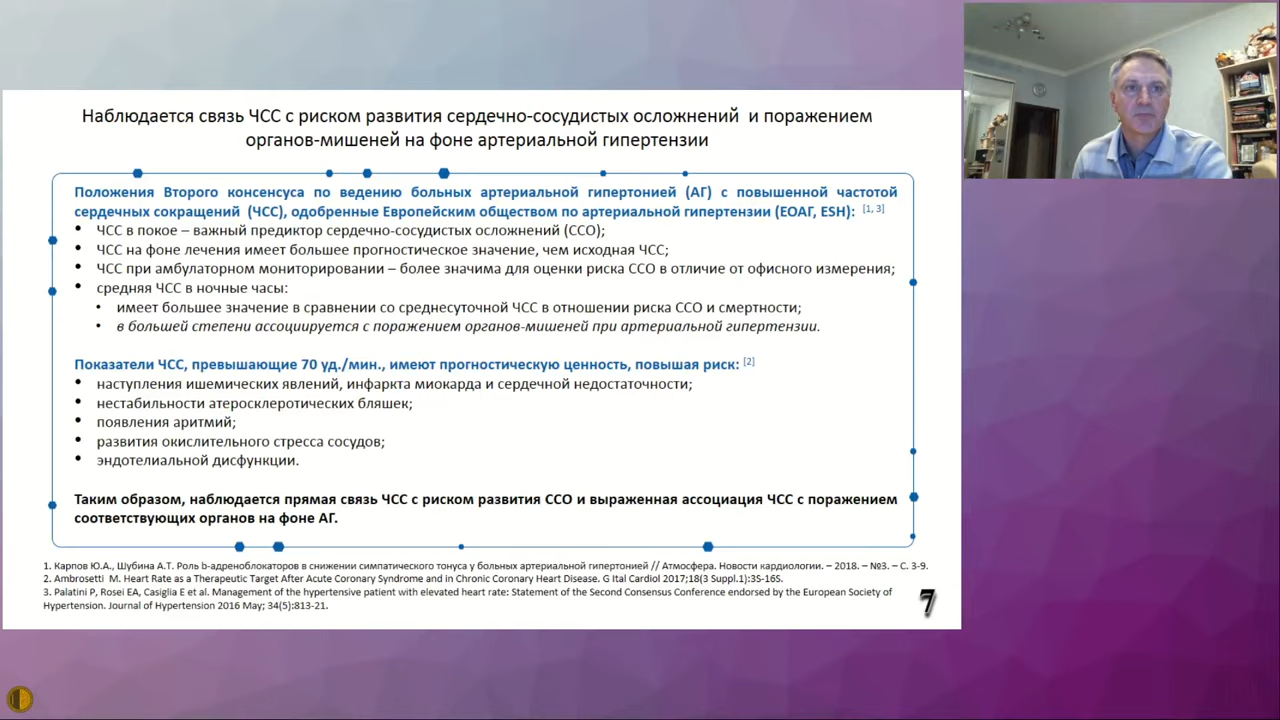 Наблюдается связь ЧСС с риском развития сердечно-сосудистых осложнений и поражением
органов-мишеней на фоне артериальной гипертензии
Положения Второго консенсуса по ведению больных артериальной гипертонией (АГ) с повышенной частотой
сердечных сокращений (ЧСС), одобренные Европейским обществом по артериальной гипертензии (ЕОАГ, ESH): [1, 3]
• ЧСС в покое – важный предиктор сердечно-сосудистых осложнений (ССО);
• ЧСС на фоне лечения имеет большее прогностическое значение, чем исходная ЧСС;
• ЧСС при амбулаторном мониторировании – более значима для оценки риска ССО в отличие от офисного измерения;
• средняя ЧСС в ночные часы:
• имеет большее значение в сравнении со среднесуточной ЧСС в отношении риска ССО и смертности;
• в большей степени ассоциируется с поражением органов-мишеней при артериальной гипертензии.
Показатели ЧСС, превышающие 70 уд./мин., имеют прогностическую ценность, повышая риск: [2]
• наступления ишемических явлений, инфаркта миокарда и сердечной недостаточности;
• нестабильности атеросклеротических бляшек;
• появления аритмий;
• развития окислительного стресса сосудов;
• эндотелиальной дисфункции.
Таким образом, наблюдается прямая связь ЧСС с риском развития ССО и выраженная ассоциация ЧСС с поражением
соответствующих органов на фоне АГ.
1. Карпов Ю.А., Шубина А.Т. Роль b-адреноблокаторов в снижении симпатического тонуса у больных артериальной гипертонией // Атмосфера. Новости кардиологии. – 2018. – №3. – С. 3-9.
2. Ambrosetti M. Heart Rate as a Therapeutic Target After Acute Coronary Syndrome and in Chronic Coronary Heart Disease. G Ital Cardiol 2017;18(3 Suppl.1):3S-16S.
3. Palatini P, Rosei EA, Casiglia E et al. Management of the hypertensive patient with elevated heart rate: Statement of the Second Consensus Conference endorsed by the European Society of
Hypertension. Journal of Hypertension 2016 May; 34(5):813-21.
7